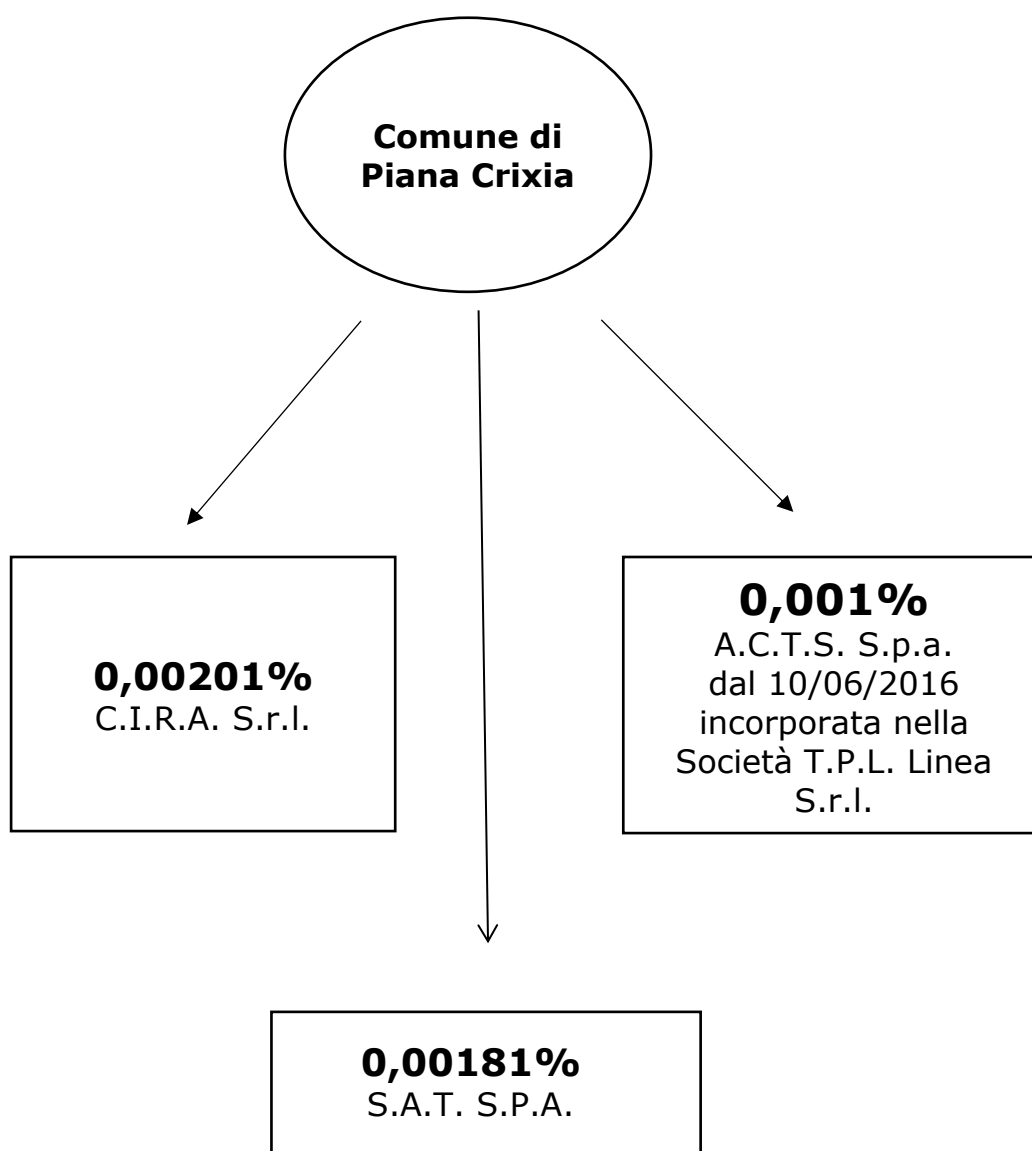 Comune di
Piana Crixia
0,00201%
C.I.R.A. S.r.l.
0,001%
A.C.T.S. S.p.a.
dal 10/06/2016
incorporata nella
Società T.P.L. Linea
S.r.l.
0,00181%
S.A.T. S.P.A.